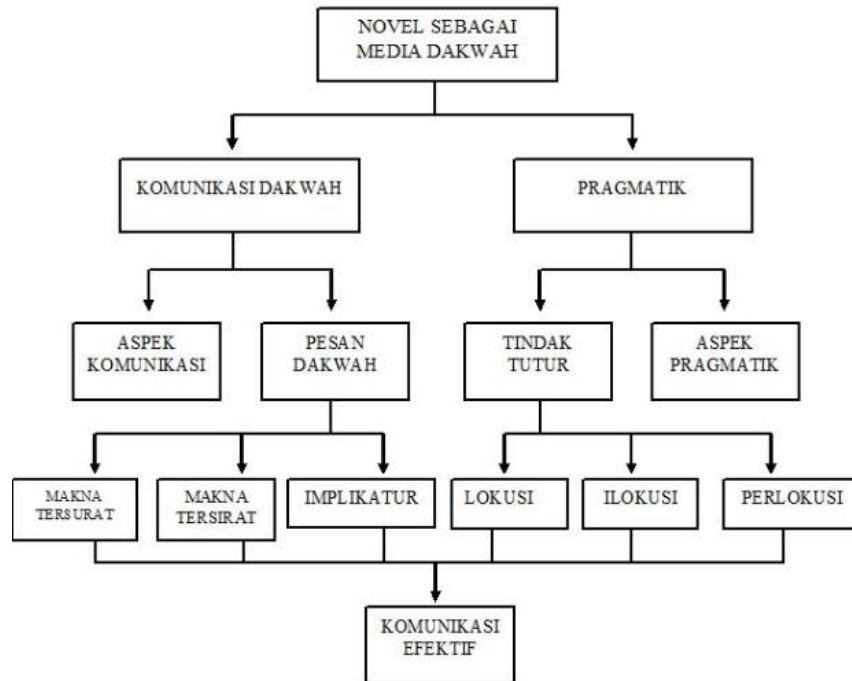 NOVEL SEBAGAI
MEDIA DAKWAH
KOMUNIKASI DAKWAH
PRAGMATIK
ASPEK
KOMUNIKASI
PESAN
DAKWAH
TINDAK
TUTUR
ASPEK
PRAGMATIK
MAKNA
TERSURAT
MAKNA
TERSIRAT
IMPLIKATUR
LOKUSI
ILOKUSI
PERLOKUSI
KOMUNIKASI
EFEKTIF